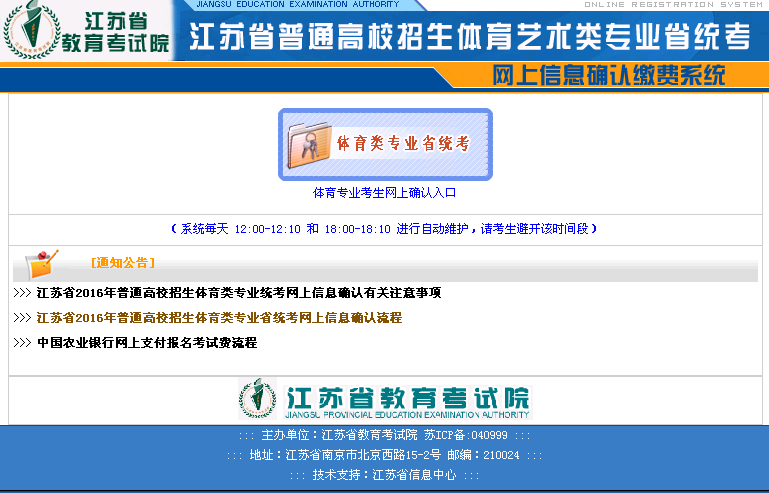 JIANGSU EDUCATION EXAMINATION AUTHORITY
ONLINE REGISTRATION SYSTEM
江苏省
教育考试院
江苏省普通高校招生体育艺术类专业省统考
网上信息确认缴费系统
体育类专业省统考
体育专业考生网上确认入口
（系统每天 12:00-12:10 和 18:00-18:10 进行自动维护，请考生避开该时间段）
[通知公告]
>>> 江苏省2016年普通高校招生体育类专业统考网上信息确认有关注意事项
>>> 江苏省2016年普通高校招生体育类专业省统考网上信息确认流程
>>> 中国农业银行网上支付报名考试费流程
江苏省教育考试院
JIANGSU PROVINCIAL EDUCATION EXAMINATION AUTHORITY
::: 主办单位：江苏省教育考试院 苏ICP备:040999 :::
::: 地址：江苏省南京市北京西路15-2号 邮编：210024 :::
::: 技术支持：江苏省信息中心 :::